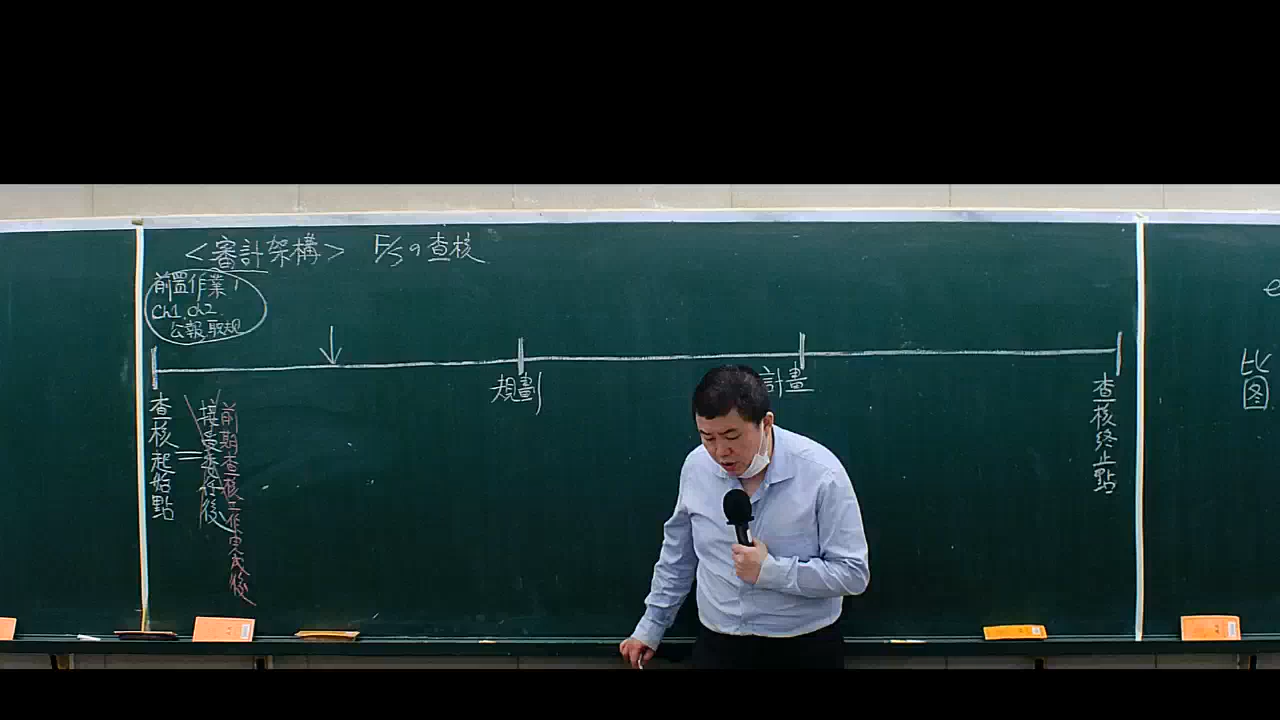 <審計架構> F/Sの查核
前置作業
ch1, ch2
公報,取規
規劃
計畫
查核起始點
=
接受委任後
前期查核工作完成後
查核終止點
e
比
图